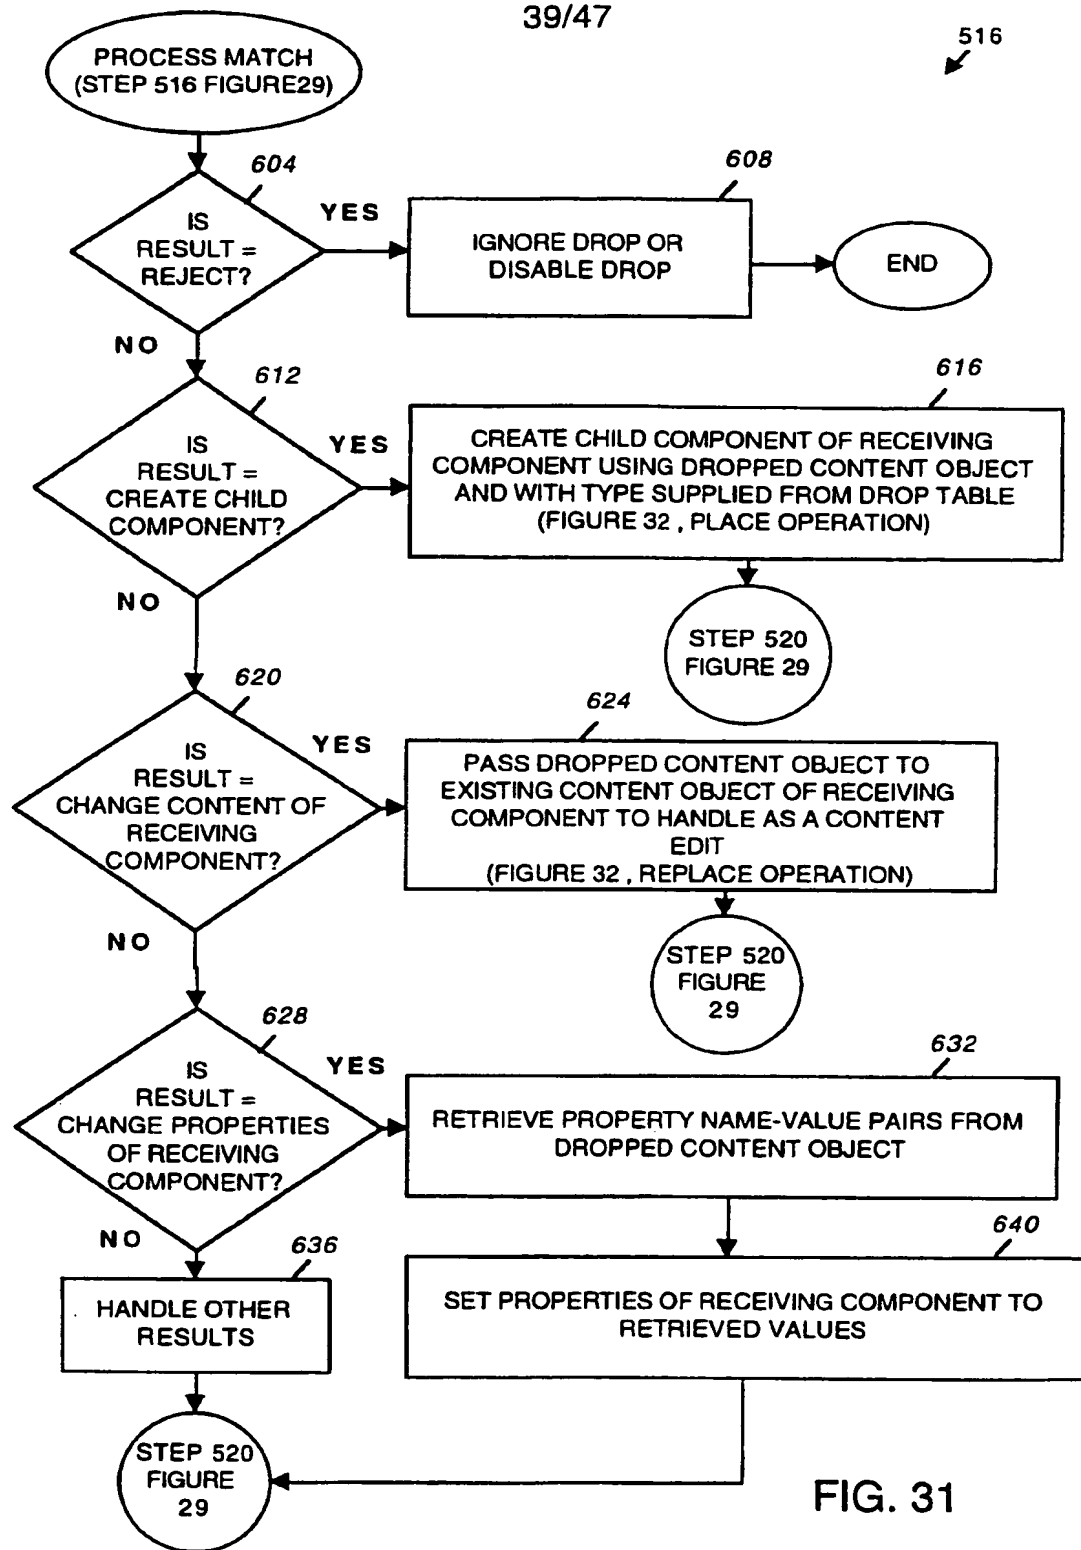 39/47
516
PROCESS MATCH
(STEP 516 FIGURE29)
604
IS
RESULT =
REJECT?
YES
608
IGNORE DROP OR
DISABLE DROP
END
NO
612
IS
RESULT =
CREATE CHILD
COMPONENT?
YES
616
CREATE CHILD COMPONENT OF RECEIVING
COMPONENT USING DROPPED CONTENT OBJECT
AND WITH TYPE SUPPLIED FROM DROP TABLE
(FIGURE 32 , PLACE OPERATION)
STEP 520
FIGURE 29
NO
620
IS
RESULT =
CHANGE CONTENT OF
RECEIVING
COMPONENT?
YES
624
PASS DROPPED CONTENT OBJECT TO
EXISTING CONTENT OBJECT OF RECEIVING
COMPONENT TO HANDLE AS A CONTENT
EDIT
(FIGURE 32 , REPLACE OPERATION)
STEP 520
FIGURE
29
NO
628
IS
RESULT =
CHANGE PROPERTIES
OF RECEIVING
COMPONENT?
YES
632
RETRIEVE PROPERTY NAME-VALUE PAIRS FROM
DROPPED CONTENT OBJECT
640
SET PROPERTIES OF RECEIVING COMPONENT TO
RETRIEVED VALUES
NO
636
HANDLE OTHER
RESULTS
STEP 520
FIGURE
29
FIG. 31